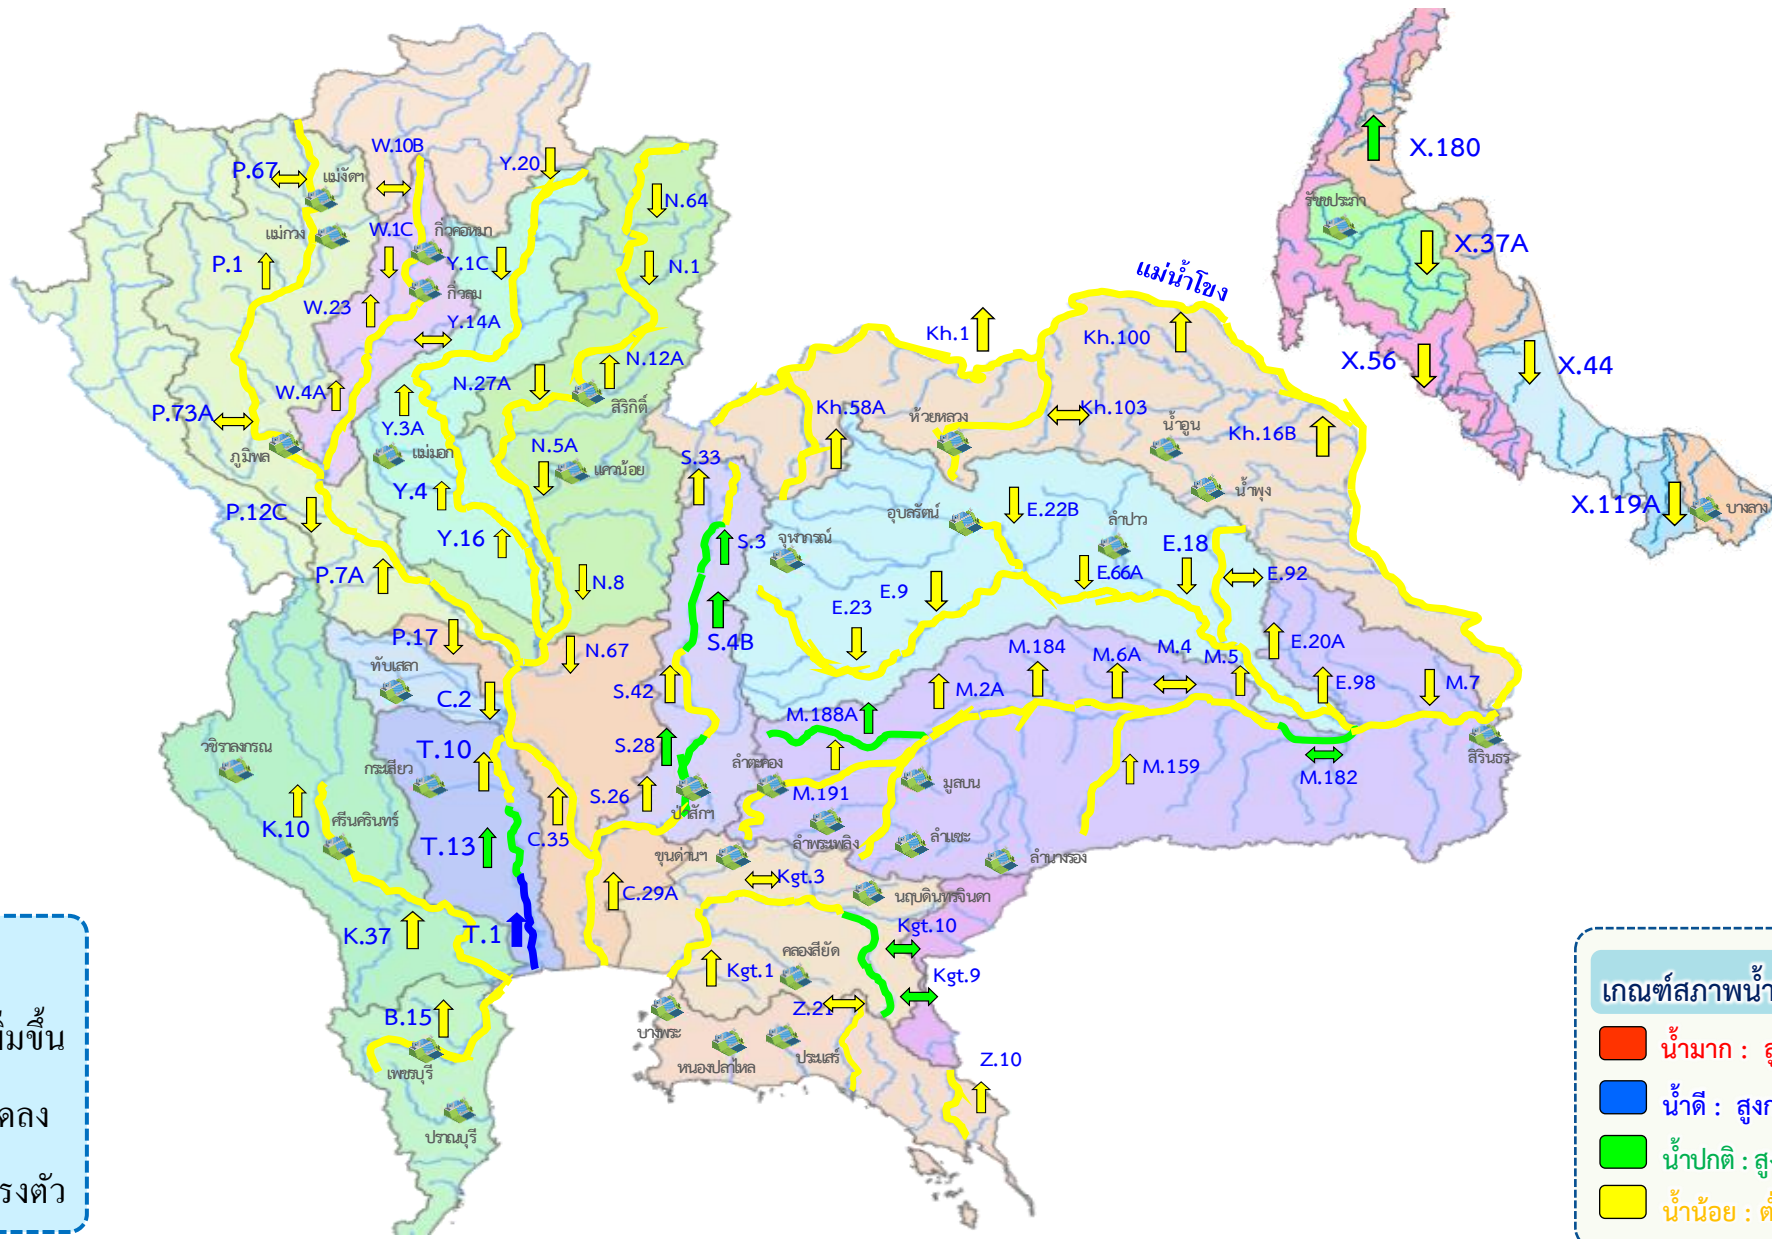 P.67
W.10B
Y.20
แม่งัดฯ
N.64
แม่กวง
W.1C
กิ่วคอหมา
P.1
Y.1C
N.1
W.23
กิ่วลม
Y.14A
N.12A
N.27A
สิริกิติ์
W.4A
P.73A
Y.3A
ภูมิพล
แม่มอก
N.5A
แควน้อย
Y.4
P.12C
Y.16
P.7A
N.8
P.17
N.67
ทับเสลา
C.2
วชิราลงกรณ
T.10
กระเสียว
K.10
ศรีนครินทร์
T.13
C.35
K.37
T.1
C.29A
B.15
เพชรบุรี
ปราณบุรี
S.33
S.3
S.4B
S.42
S.28
S.26
ป่าสักฯ
แม่น้ำโขง
Kh.1
Kh.100
Kh.58A
ห้วยหลวง
Kh.103
น้ำอูน
Kh.16B
น้ำพุง
อุบลรัตน์
E.22B
ลำปาว
จุฬาภรณ์
E.18
E.66A
E.92
E.9
E.23
E.20A
M.184
M.6A
M.4
M.5
M.2A
E.98
M.7
M.188A
ลำตะคอง
M.191
มูลบน
M.159
M.182
สิรินธร
ลำพระเพลิง
ลำแชะ
ลำนางรอง
ขุนด่านฯ
Kgt.3
นฤบดินทรจินดา
Kgt.10
คลองสียัด
Kgt.1
Kgt.9
Z.21
บางพระ
หนองปลาไหล
ประแสร์
Z.10
X.180
รัชชประภา
X.37A
X.56
X.44
X.119A
บางลาง
ดลง
รงตัว
เกณฑ์สภาพน้ำ
น้ำมาก :
น้ำดี :
น้ำปกติ :
น้ำน้อย :